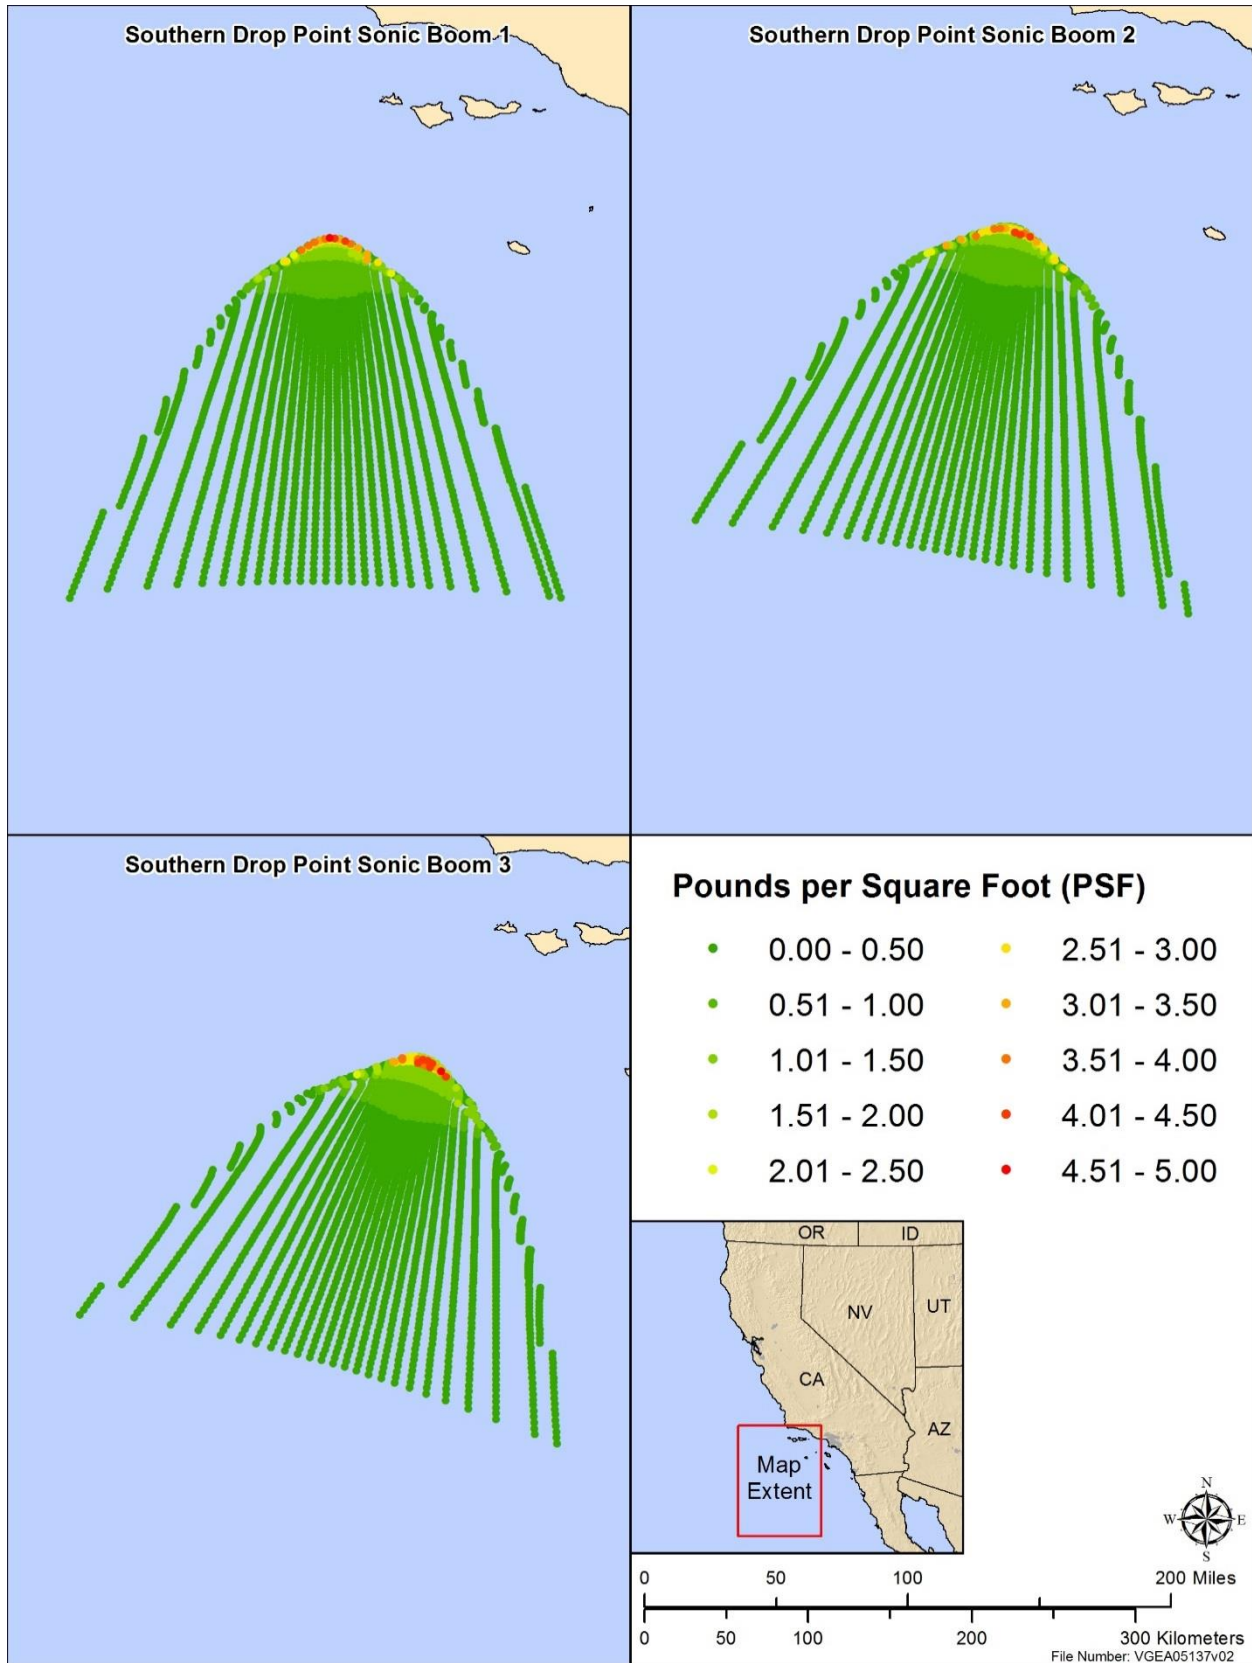 Southern Drop Point Sonic Boom 1
Southern Drop Point Sonic Boom 2
Southern Drop Point Sonic Boom 3
Pounds per Square Foot (PSF)
0.00 - 0.50
0.51 - 1.00
1.01 - 1.50
1.51 - 2.00
2.01 - 2.50
2.51 - 3.00
3.01 - 3.50
3.51 - 4.00
4.01 - 4.50
4.51 - 5.00
OR
ID
NV
UT
CA
AZ
Map
Extent
N
W
E
S
0 50 100 200 Miles
0 50 100 200 300 Kilometers
File Number: VGEA05137v02